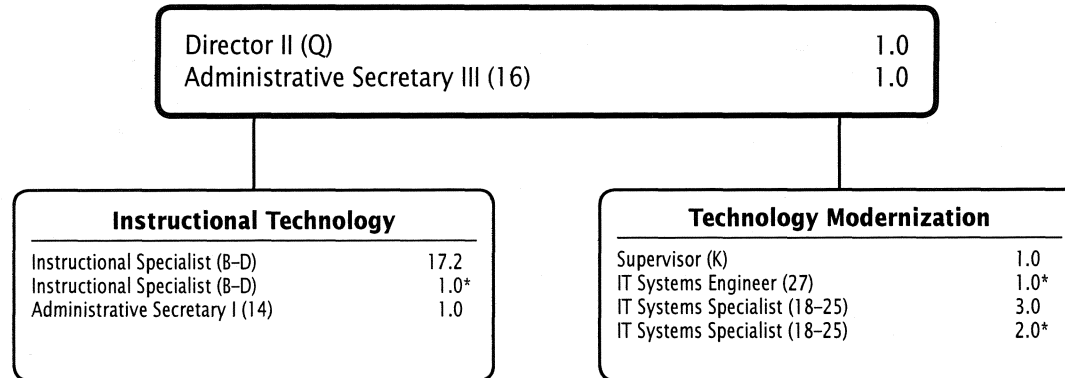 Director II (Q) 1.0
Administrative Secretary III (16) 1.0
Instructional Technology
Instructional Specialist (B–D) 17.2
Instructional Specialist (B–D) 1.0*
Administrative Secretary I (14) 1.0
Technology Modernization
Supervisor (K) 1.0
IT Systems Engineer (27) 1.0*
IT Systems Specialist (18–25) 3.0
IT Systems Specialist (18–25) 2.0*